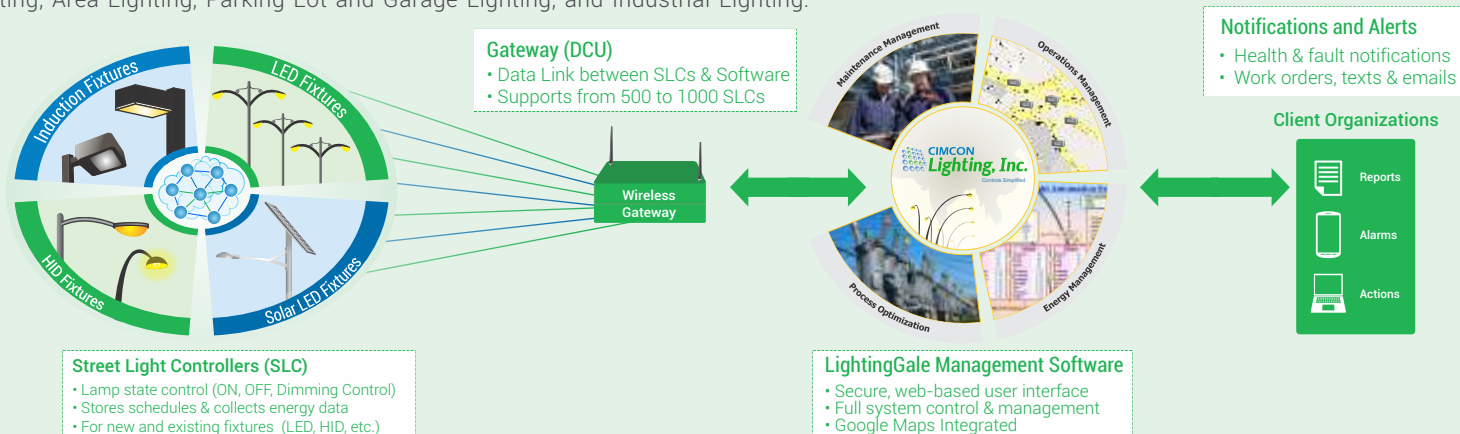 ting, Area Lighting, Parking Lot and Garage Lighting, and Industrial Lighting.
Induction Fixtures
LED Fixtures
HID Fixtures
Solar LED Fixtures
Street Light Controllers (SLC)
• Lamp state control (ON, OFF, Dimming Control)
• Stores schedules & collects energy data
• For new and existing fixtures (LED, HID, etc.)
Gateway (DCU)
• Data Link between SLCs & Software
• Supports from 500 to 1000 SLCs
Wireless
Gateway
Maintenance Management
Operations Management
Process Optimization
Energy Management
CIMCON
Lighting, Inc.
Controls Simplified
LightingGale Management Software
• Secure, web-based user interface
• Full system control & management
• Google Maps Integrated
Notifications and Alerts
• Health & fault notifications
• Work orders, texts & emails
Client Organizations
Reports
Alarms
Actions